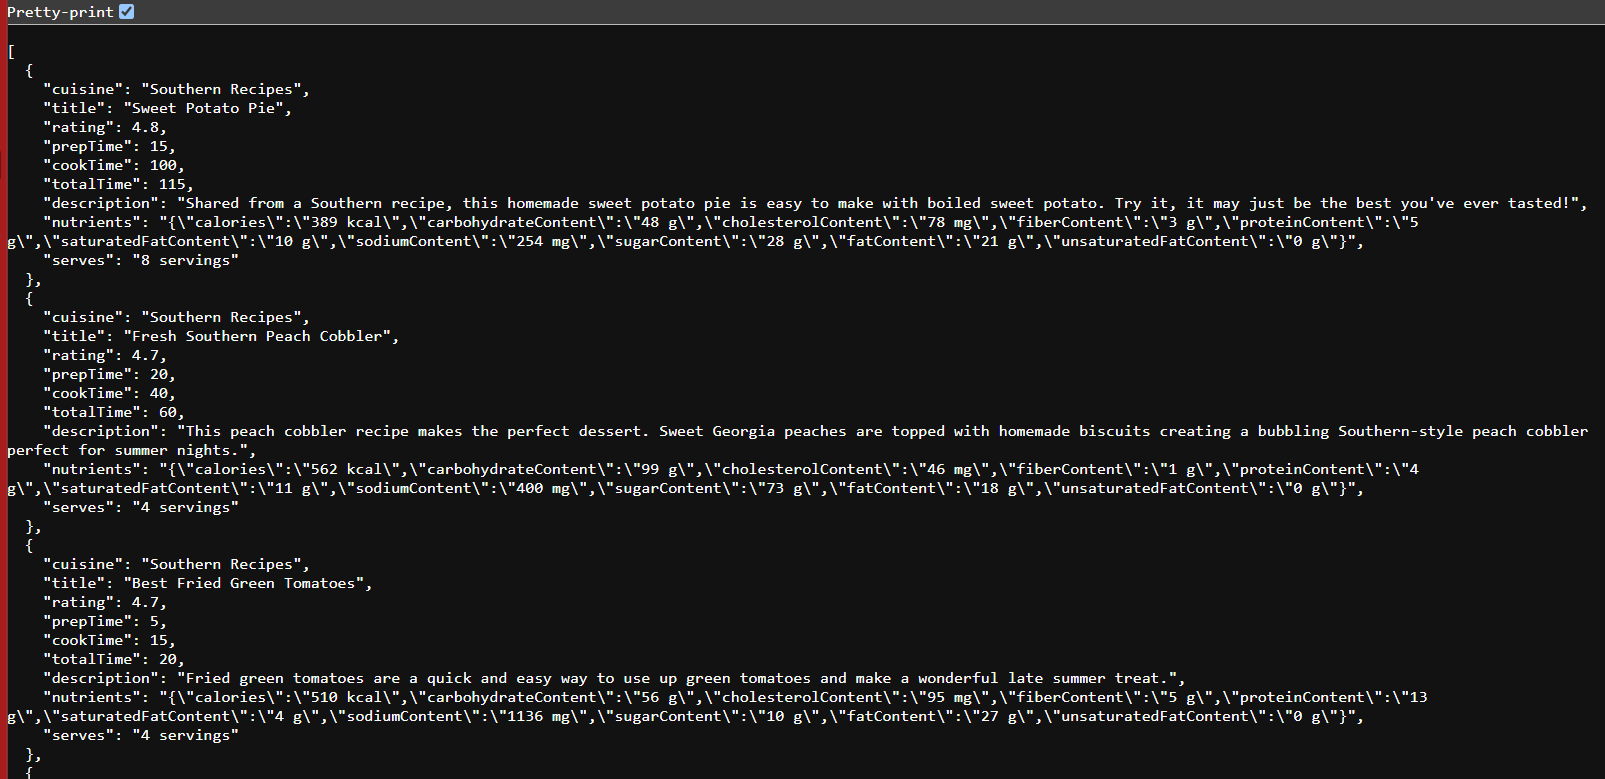 Pretty-print
[
  {
    "cuisine": "Southern Recipes",
    "title": "Sweet Potato Pie",
    "rating": 4.8,
    "prepTime": 15,
    "cookTime": 100,
    "totalTime": 115,
    "description": "Shared from a Southern recipe, this homemade sweet potato pie is easy to make with boiled sweet potato. Try it, it may just be the best you've ever tasted!",
    "nutrients": "{\"calories\":\"389 kcal\",\"carbohydrateContent\":\"48 g\",\"cholesterolContent\":\"78 mg\",\"fiberContent\":\"3 g\",\"proteinContent\":\"5
g\",\"saturatedFatContent\":\"10 g\",\"sodiumContent\":\"254 mg\",\"sugarContent\":\"28 g\",\"fatContent\":\"21 g\",\"unsaturatedFatContent\":\"0 g\"}",
    "serves": "8 servings"
  },
  {
    "cuisine": "Southern Recipes",
    "title": "Fresh Southern Peach Cobbler",
    "rating": 4.7,
    "prepTime": 20,
    "cookTime": 40,
    "totalTime": 60,
    "description": "This peach cobbler recipe makes the perfect dessert. Sweet Georgia peaches are topped with homemade biscuits creating a bubbling Southern-style peach cobbler
perfect for summer nights.",
    "nutrients": "{\"calories\":\"562 kcal\",\"carbohydrateContent\":\"99 g\",\"cholesterolContent\":\"46 mg\",\"fiberContent\":\"1 g\",\"proteinContent\":\"4
g\",\"saturatedFatContent\":\"11 g\",\"sodiumContent\":\"400 mg\",\"sugarContent\":\"73 g\",\"fatContent\":\"18 g\",\"unsaturatedFatContent\":\"0 g\"}",
    "serves": "4 servings"
  },
  {
    "cuisine": "Southern Recipes",
    "title": "Best Fried Green Tomatoes",
    "rating": 4.7,
    "prepTime": 5,
    "cookTime": 15,
    "totalTime": 20,
    "description": "Fried green tomatoes are a quick and easy way to use up green tomatoes and make a wonderful late summer treat.",
    "nutrients": "{\"calories\":\"510 kcal\",\"carbohydrateContent\":\"56 g\",\"cholesterolContent\":\"95 mg\",\"fiberContent\":\"5 g\",\"proteinContent\":\"13
g\",\"saturatedFatContent\":\"4 g\",\"sodiumContent\":\"1136 mg\",\"sugarContent\":\"10 g\",\"fatContent\":\"27 g\",\"unsaturatedFatContent\":\"0 g\"}",
    "serves": "4 servings"
  },
  {